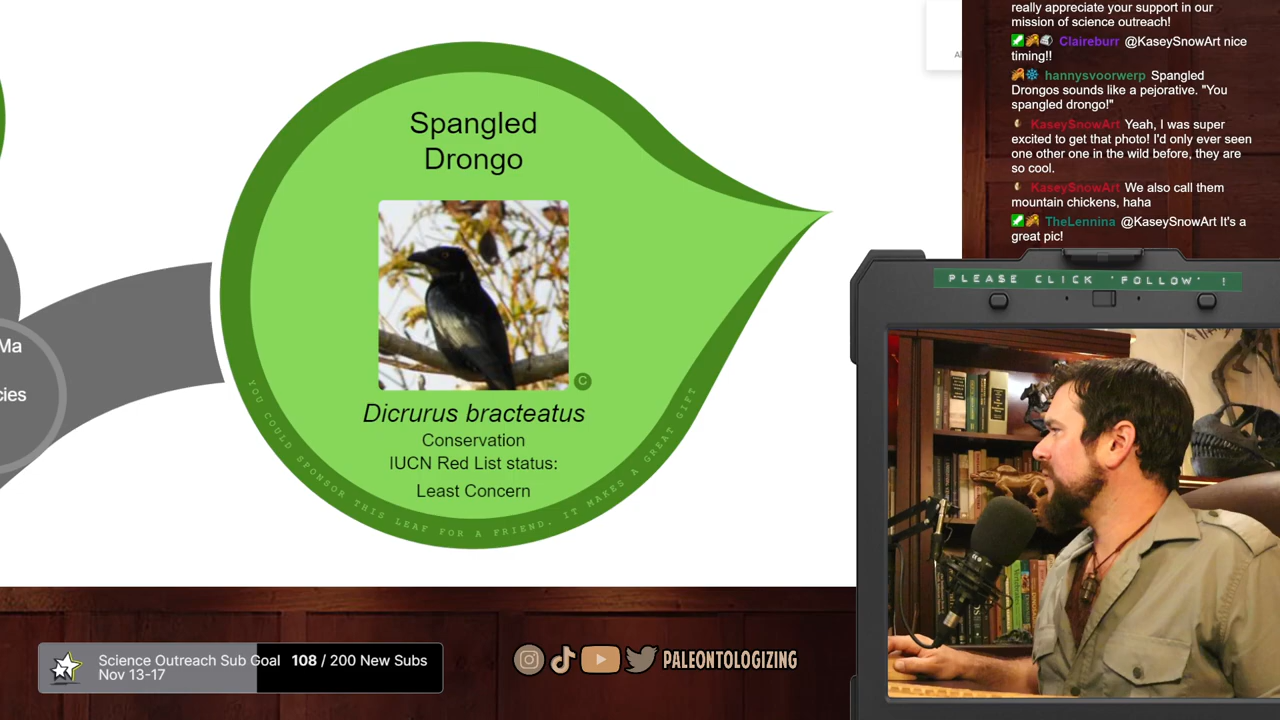 really appreciate your support in our
mission of science outreach!
Claireburr @KaseySnowArt nice
timing!!
hannysvoorwerp Spangled
Drongos sounds like a pejorative. "You
spangled drongo!"
KaseySnowArt Yeah, I was super
excited to get that photo! I'd only ever seen
one other one in the wild before, they are
so cool.
KaseySnowArt We also call them
mountain chickens, haha
TheLennina @KaseySnowArt It's a
great pic!
PLEASE CLICK 'FOLLOW' !
Spangled
Drongo
C
Dicrurus bracteatus
Conservation
IUCN Red List status:
Least Concern
YOU COULD SPONSOR THIS LEAF FOR A FRIEND. IT MAKES A GREAT GIFT
Ma
cies
Science Outreach Sub Goal 108 / 200 New Subs
Nov 13-17
PALEONTOLOGIZING